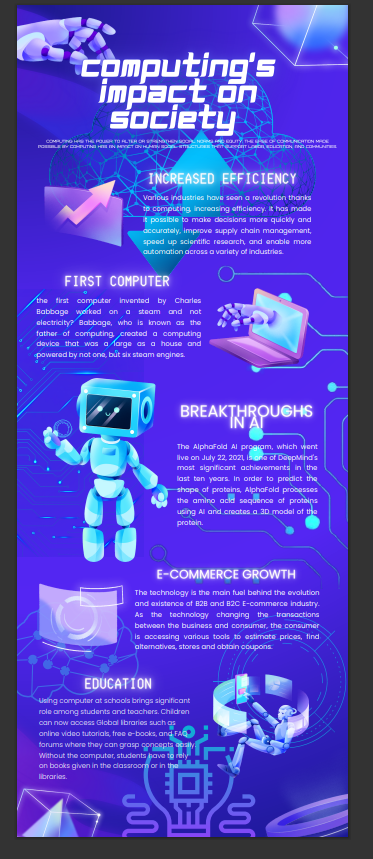 computing's
impact on
society
COMPUTING HAS THE POWER TO ALTER OR STRENGTHEN SOCIAL NORMS AND EQUITY. THE EASE OF COMMUNICATION MADE
POSSIBLE BY COMPUTING HAS AN IMPACT ON HUMAN SOCIAL STRUCTURES THAT SUPPORT LABOR, EDUCATION, AND COMMUNITIES
INCREASED EFFICIENCY
Various industries have seen a revolution thanks
to computing, increasing efficiency. It has made
it possible to make decisions more quickly and
accurately, improve supply chain management,
speed up scientific research, and enable more
automation across a variety of industries.
FIRST COMPUTER
the first computer invented by Charles
Babbage worked on a steam and not
electricity? Babbage, who is known as the
father of computing, created a computing
device that was a large as a house and
powered by not one, but six steam engines.
BREAKTHROUGHS
IN AI
The AlphaFold AI program, which went
live on July 22, 2021, is one of DeepMind's
most significant achievements in the
last ten years. In order to predict the
shape of proteins, AlphaFold processes
the amino acid sequence of proteins
using AI and creates a 3D model of the
protein.
E-COMMERCE GROWTH
The technology is the main fuel behind the evolution
and existence of B2B and B2C E-commerce industry.
As the technology changing the transactions
between the business and consumer, the consumer
is accessing various tools to estimate prices, find
alternatives, stores and obtain coupons.
EDUCATION
Using computer at schools brings significant
role among students and teachers. Children
can now access Global libraries such as
online video tutorials, free e-books, and FAQ
forums where they can grasp concepts easily.
Without the computer, students have to rely
on books given in the classroom or in the
libraries.